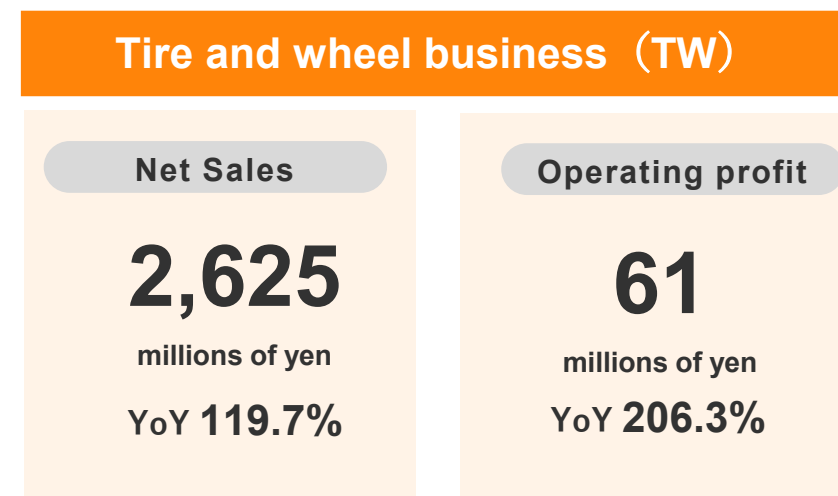 Tire and wheel business（TW）
Net Sales
2,625
millions of yen
YoY 119.7%
Operating profit
61
millions of yen
YoY 206.3%